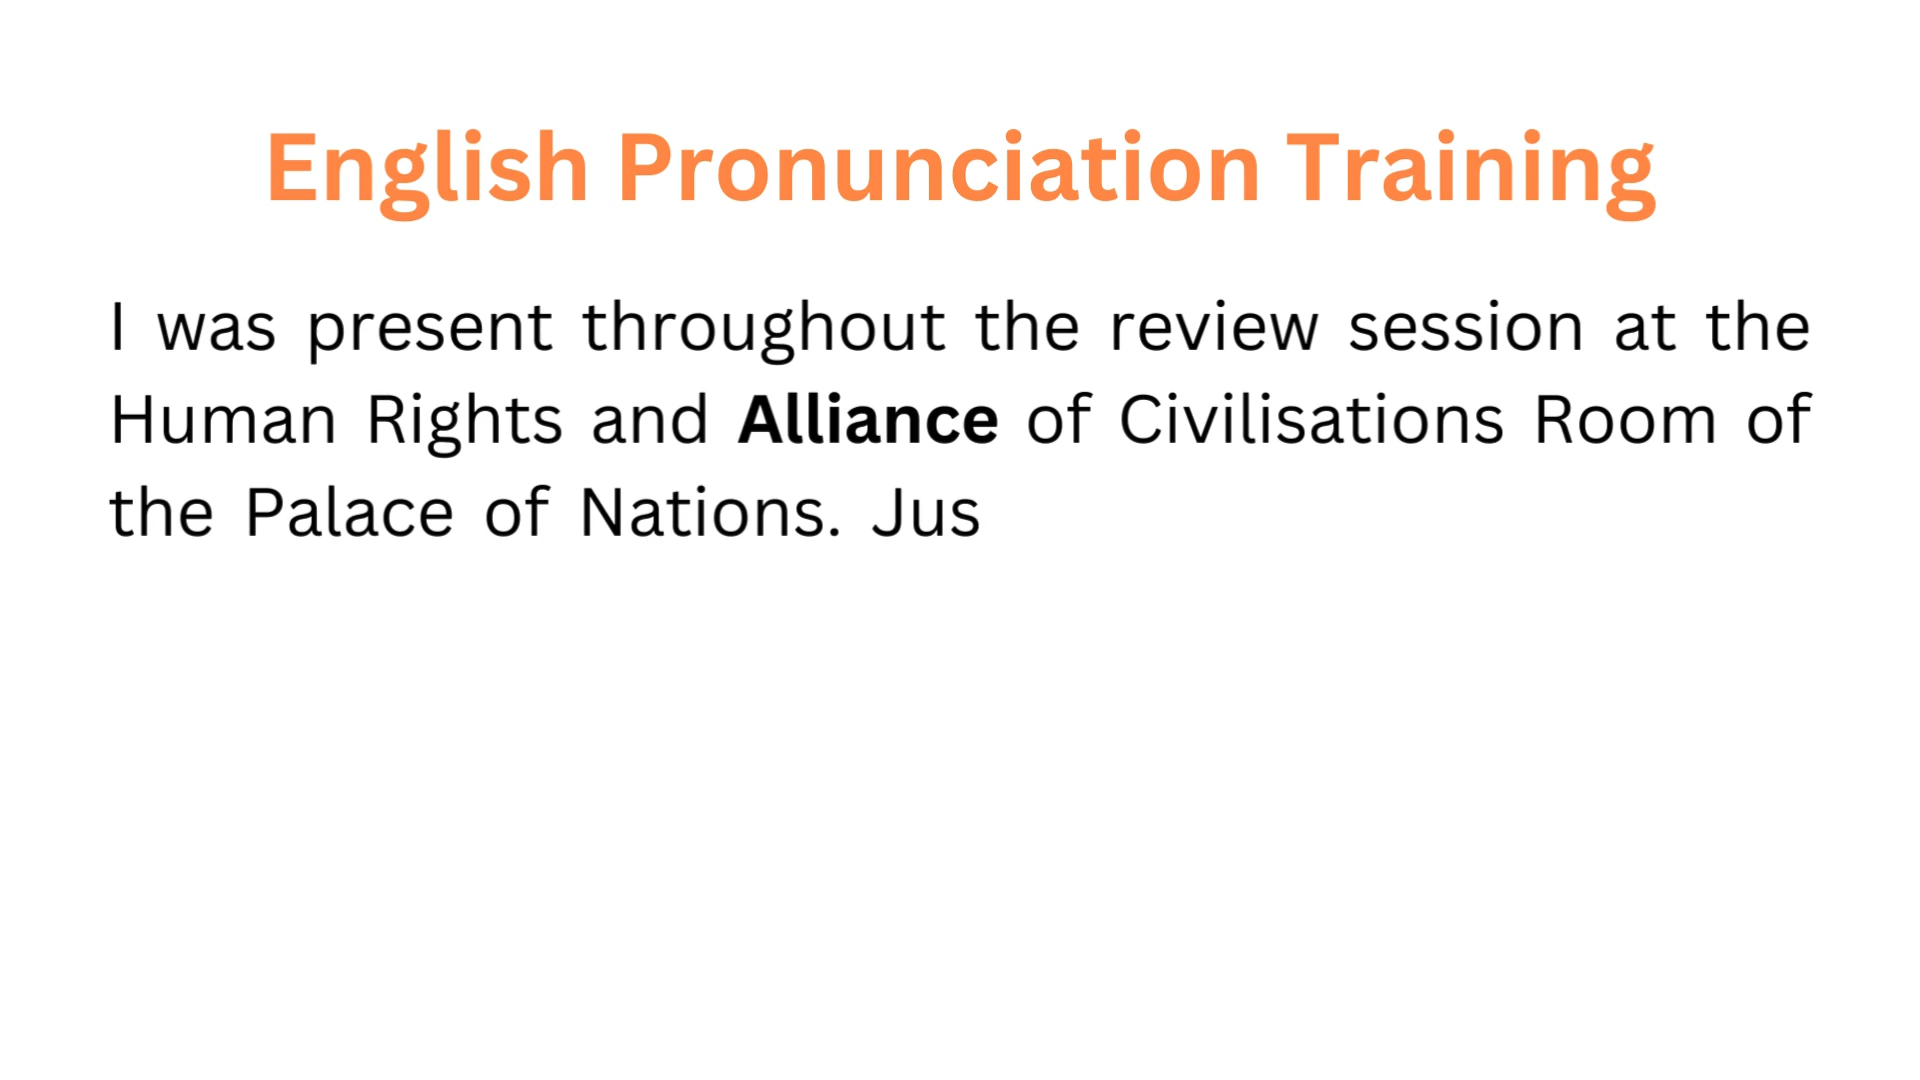 English Pronunciation Training
I was present throughout the review session at the
Human Rights and Alliance of Civilisations Room of
the Palace of Nations. Jus